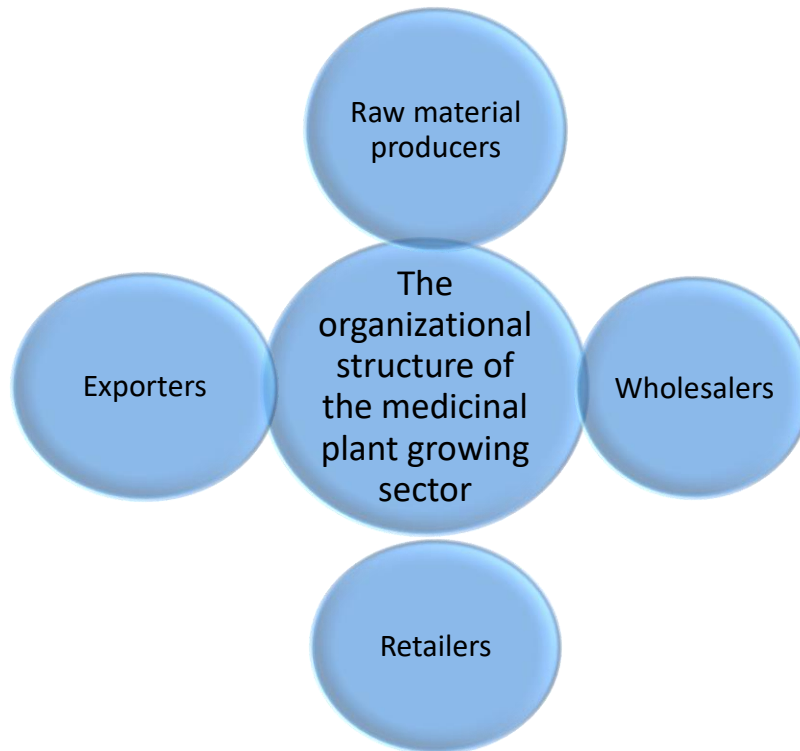 Raw material
producers
The
organizational
structure of
the medicinal
plant growing
sector
Exporters
Wholesalers
Retailers